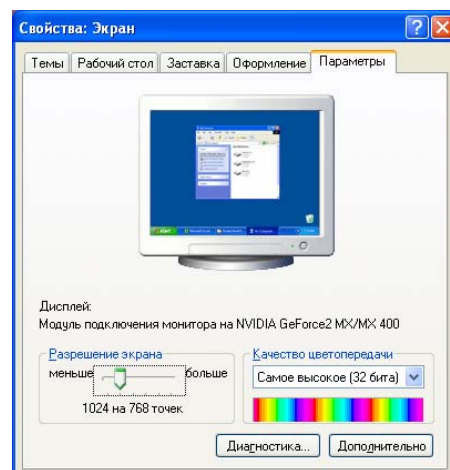 Свойства: Экран
Темы Рабочий стол Заставка Оформление Параметры
Дисплей:
Модуль подключения монитора на NVIDIA GeForce2 MX/MX 400
Разрешение экрана
меньше больше
1024 на 768 точек
Качество цветопередачи
Самое высокое (32 бита)
Диагностика... Дополнительно